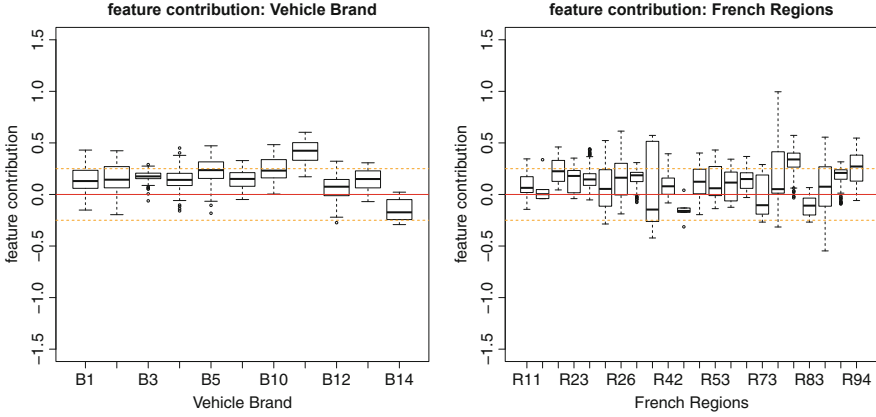 feature contribution: Vehicle Brand
feature contribution
1.5
1.0
0.5
0.0
−0.5
−1.0
−1.5
B1 B3 B5 B10 B12 B14
Vehicle Brand
feature contribution: French Regions
feature contribution
1.5
1.0
0.5
0.0
−0.5
−1.0
−1.5
R11 R23 R26 R42 R53 R73 R83 R94
French Regions